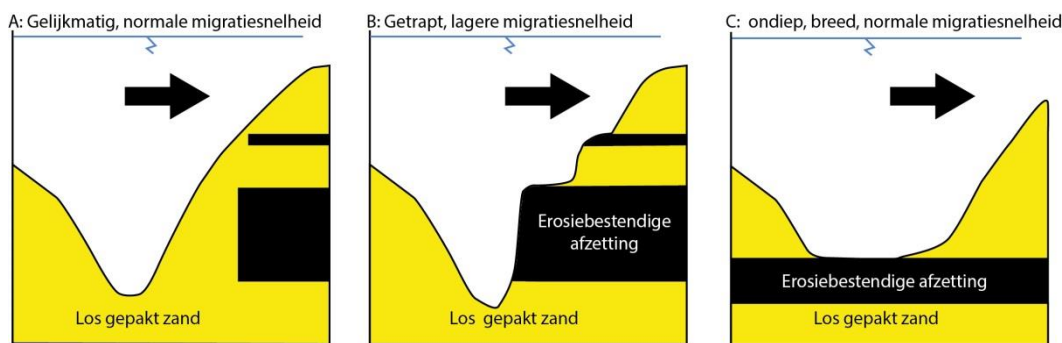 A: Gelijkmatig, normale migratiesnelheid
Los gepakt zand
B: Getrapt, lagere migratiesnelheid
Erosiebestendige
afzetting
Los gepakt zand
C: ondiep, breed, normale migratiesnelheid
Erosiebestendige afzetting
Los gepakt zand